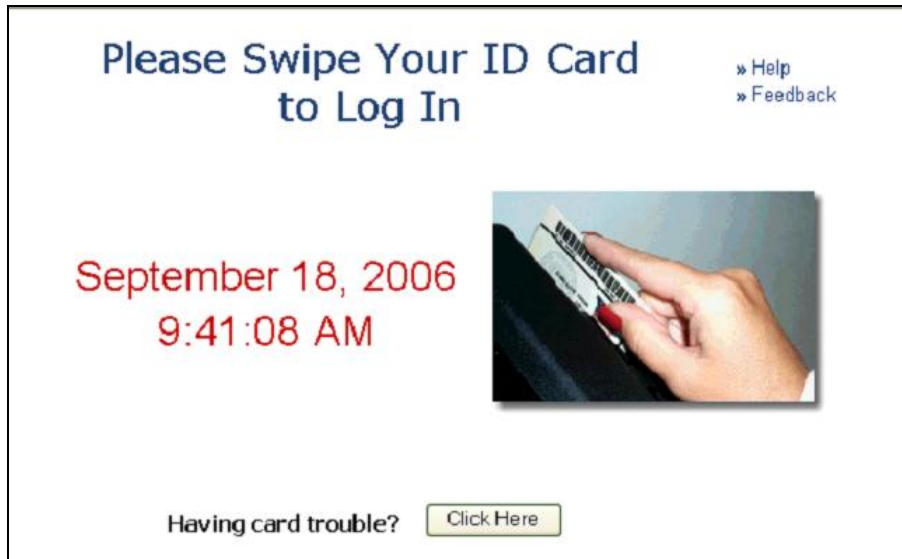 Please Swipe Your ID Card
to Log In
» Help
» Feedback
September 18, 2006
9:41:08 AM
Having card trouble?
Click Here